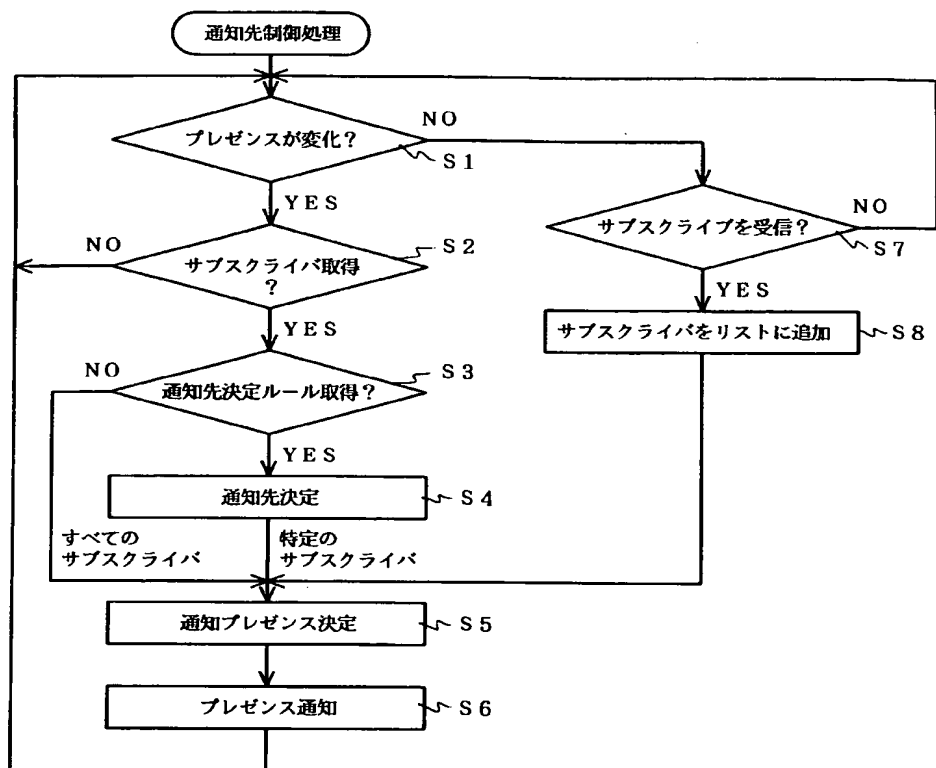 通知先制御処理
プレゼンスが変化？
NO
S1
YES
サブスクライブを受信？
NO
S7
YES
サブスクライバをリストに追加
S8
NO
サブスクライバ取得
？
S2
YES
NO
通知先決定ルール取得？
S3
YES
通知先決定
S4
すべての
サブスクライバ
特定の
サブスクライバ
通知プレゼンス決定
S5
プレゼンス通知
S6